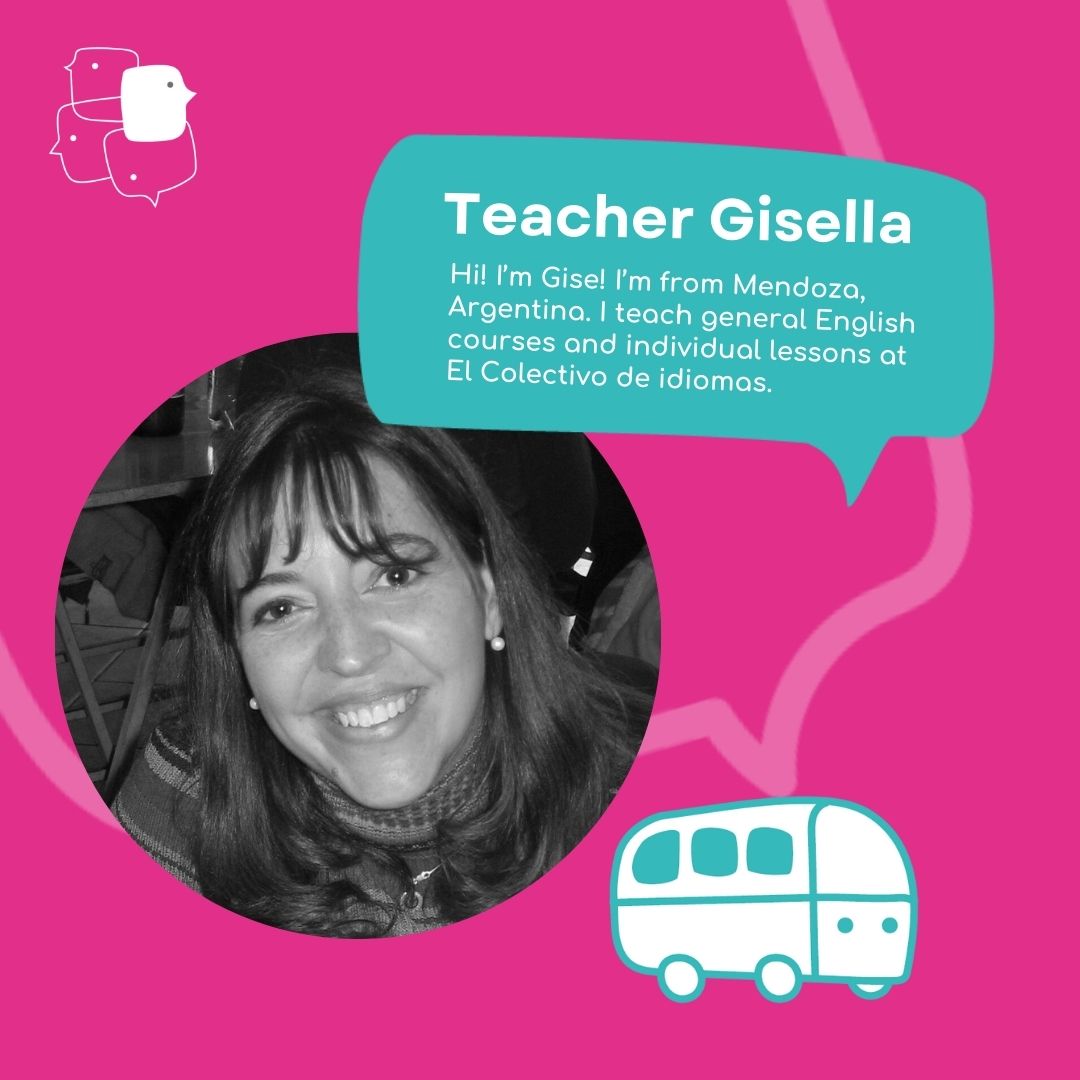 Teacher Gisella
Hi! I'm Gise! I'm from Mendoza,
Argentina. I teach general English
courses and individual lessons at
El Colectivo de idiomas.